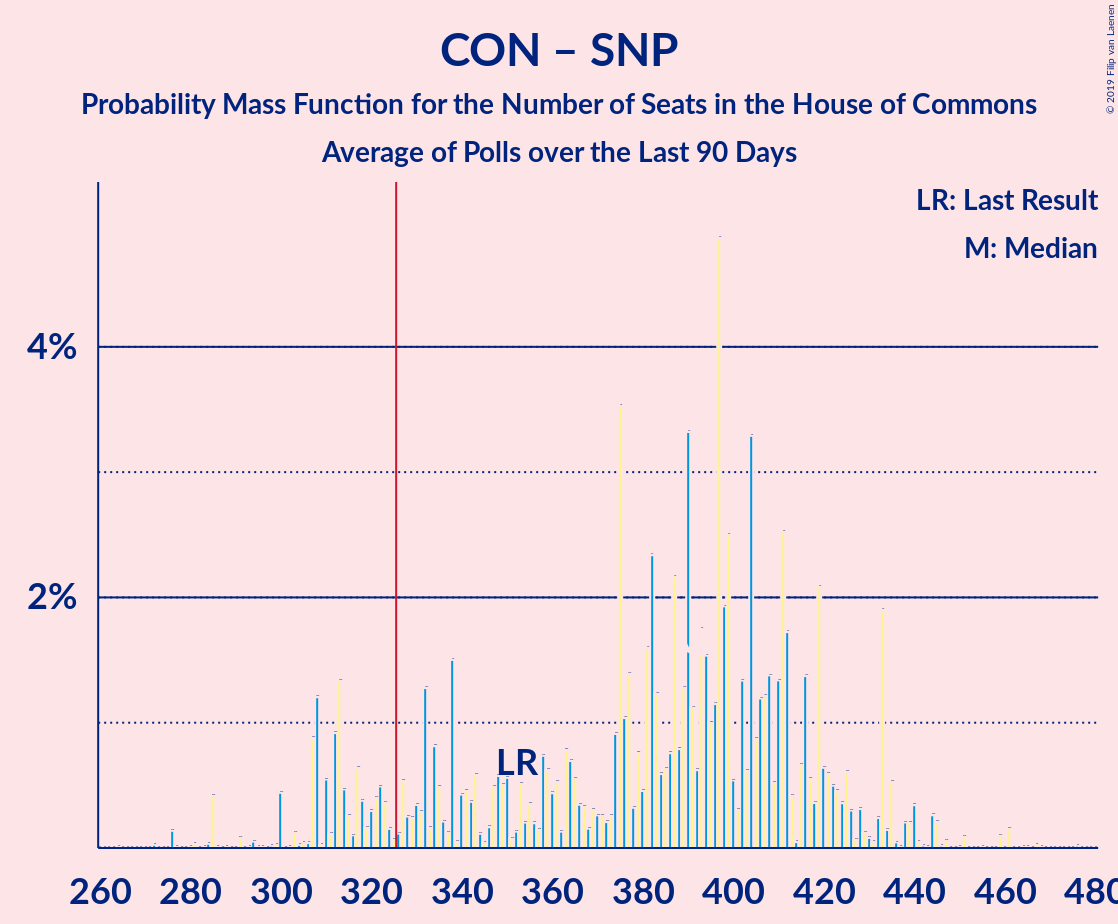 CON – SNP
Probability Mass Function for the Number of Seats in the House of Commons
Average of Polls over the Last 90 Days
© 2019 Filip van Laenen
LR: Last Result
M: Median
4%
2%
LR
260 280 300 320 340 360 380 400 420 440 460 480